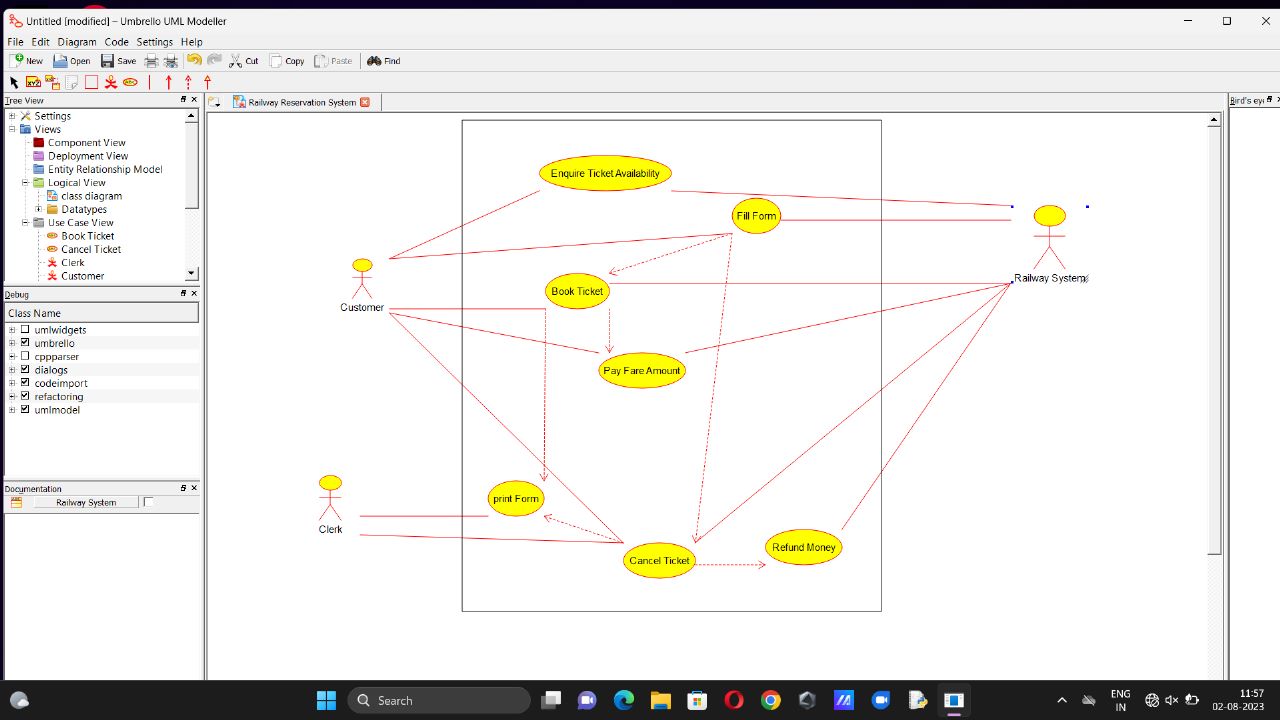 Untitled [modified] – Umbrello UML Modeller
File Edit Diagram Code Settings Help
New Open Save Cut Copy Paste Find
XYZ
Tree View
Settings
Views
Component View
Deployment View
Entity Relationship Model
Logical View
class diagram
Datatypes
Use Case View
Book Ticket
Cancel Ticket
Clerk
Customer
Debug
Class Name
umlwidgets
umbrello
cppparser
dialogs
codeimport
refactoring
umlmodel
Documentation
Railway System
Railway Reservation System
Bird's ey
Enquire Ticket Availability
Fill Form
Railway System
Book Ticket
Customer
Pay Fare Amount
print Form
Clerk
Refund Money
Cancel Ticket
Search
ENG
IN
11:57
02-08-2023